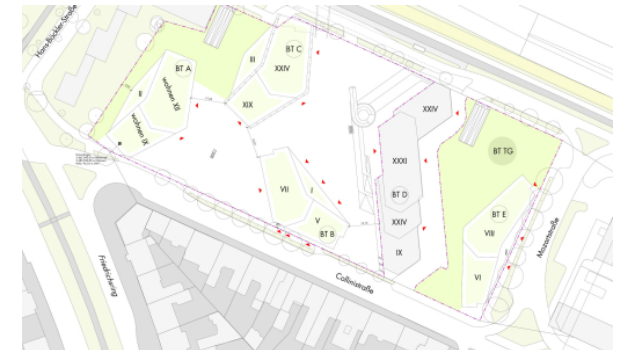 Hans-Böckler-Straße
BT A
wohnen XII
II
wohnen IX
III
BT C
XXIV
XIX
XXIV
XXXII
BT D
XXIV
IX
BT TG
BT E
VIII
VI
VII
I
V
BT B
Collinistraße
Friedrichsring
Mozartstraße